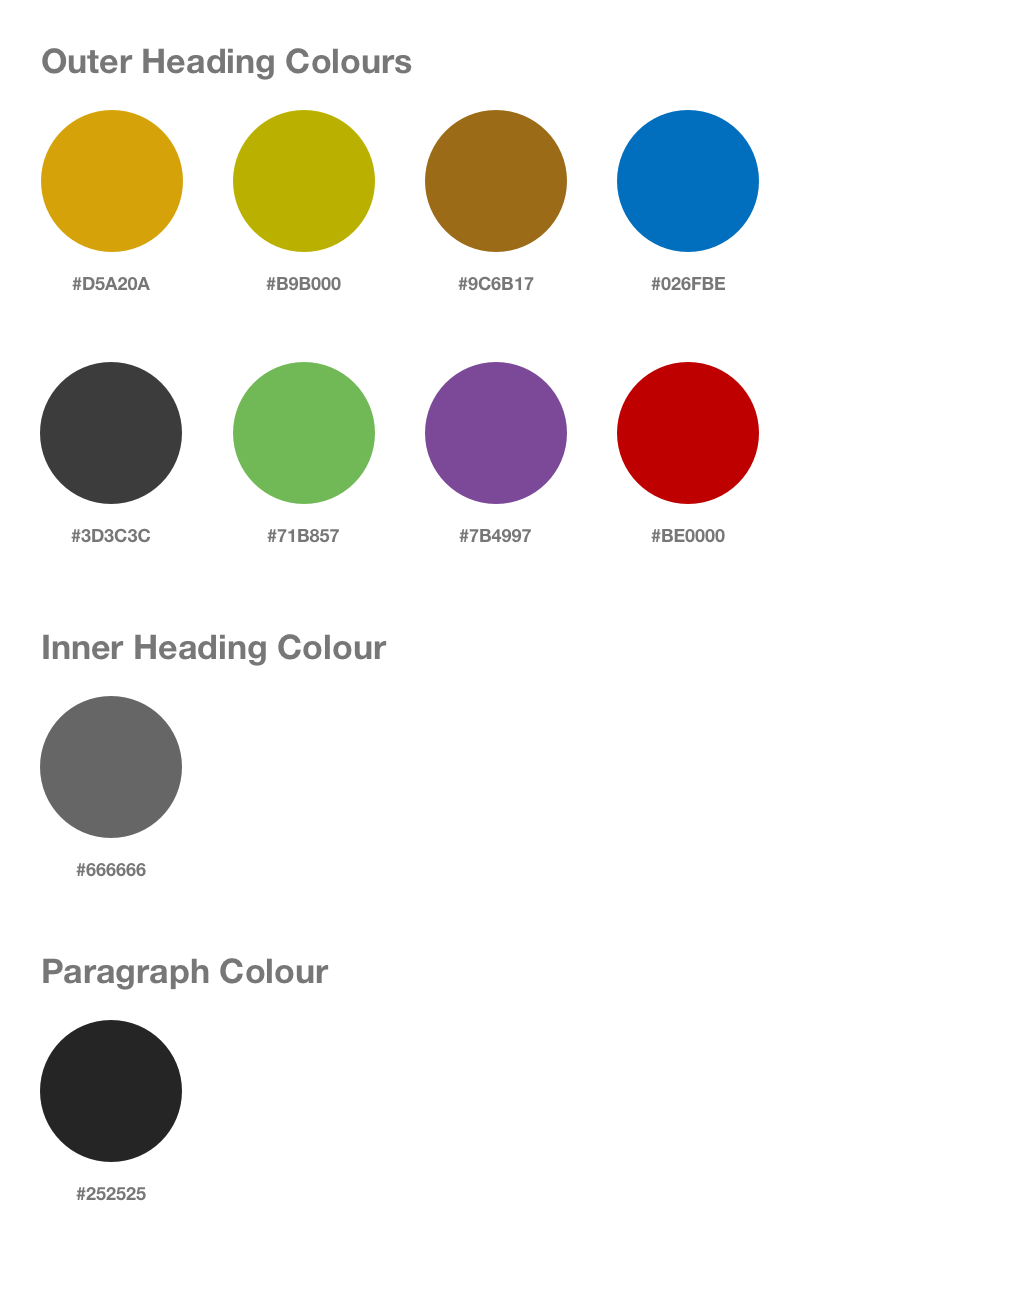 Outer Heading Colours
#D5A20A #B9B000 #9C6B17 #026FBE
#3D3C3C #71B857 #7B4997 #BE0000
Inner Heading Colour
#666666
Paragraph Colour
#252525